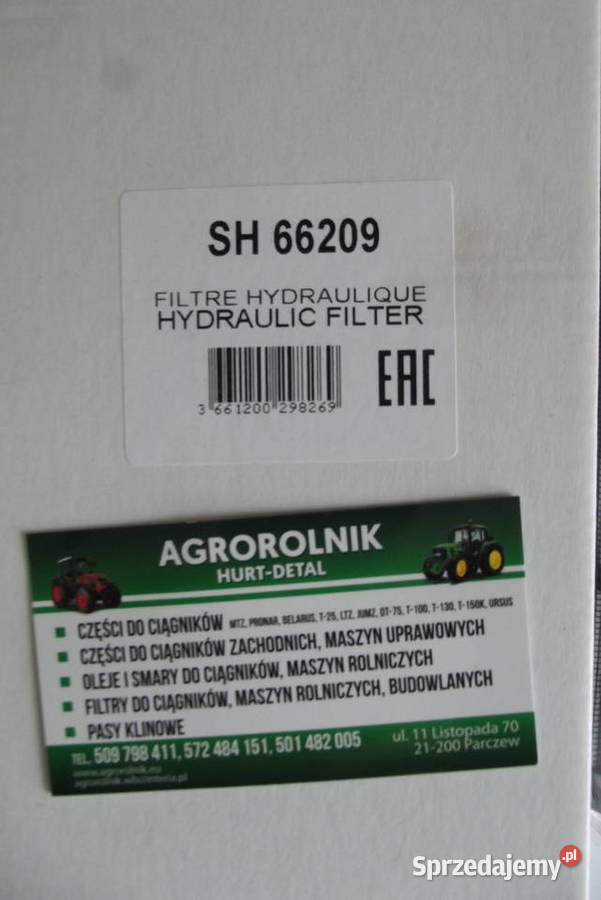 SH 66209
FILTRE HYDRAULIQUE
HYDRAULIC FILTER
3 661200 298269
EAC
AGROROLNIK
HURT-DETAL
CZĘŚCI DO CIĄGNIKÓW MTZ, PRONAR, BELARUS, T-25, LTZ, JUMZ, DT-75, T-100, T-130, T-150K, URSUS
CZĘŚCI DO CIĄGNIKÓW ZACHODNICH, MASZYN UPRAWOWYCH
OLEJE I SMARY DO CIĄGNIKÓW, MASZYN ROLNICZYCH
FILTRY DO CIĄGNIKÓW, MASZYN ROLNICZYCH, BUDOWLANYCH
PASY KLINOWE
TEL. 509 798 411, 572 484 151, 501 482 005
ul. 11 Listopada 70
21-200 Parczew
www.agrorolnik.eu
Sprzedajemy.pl